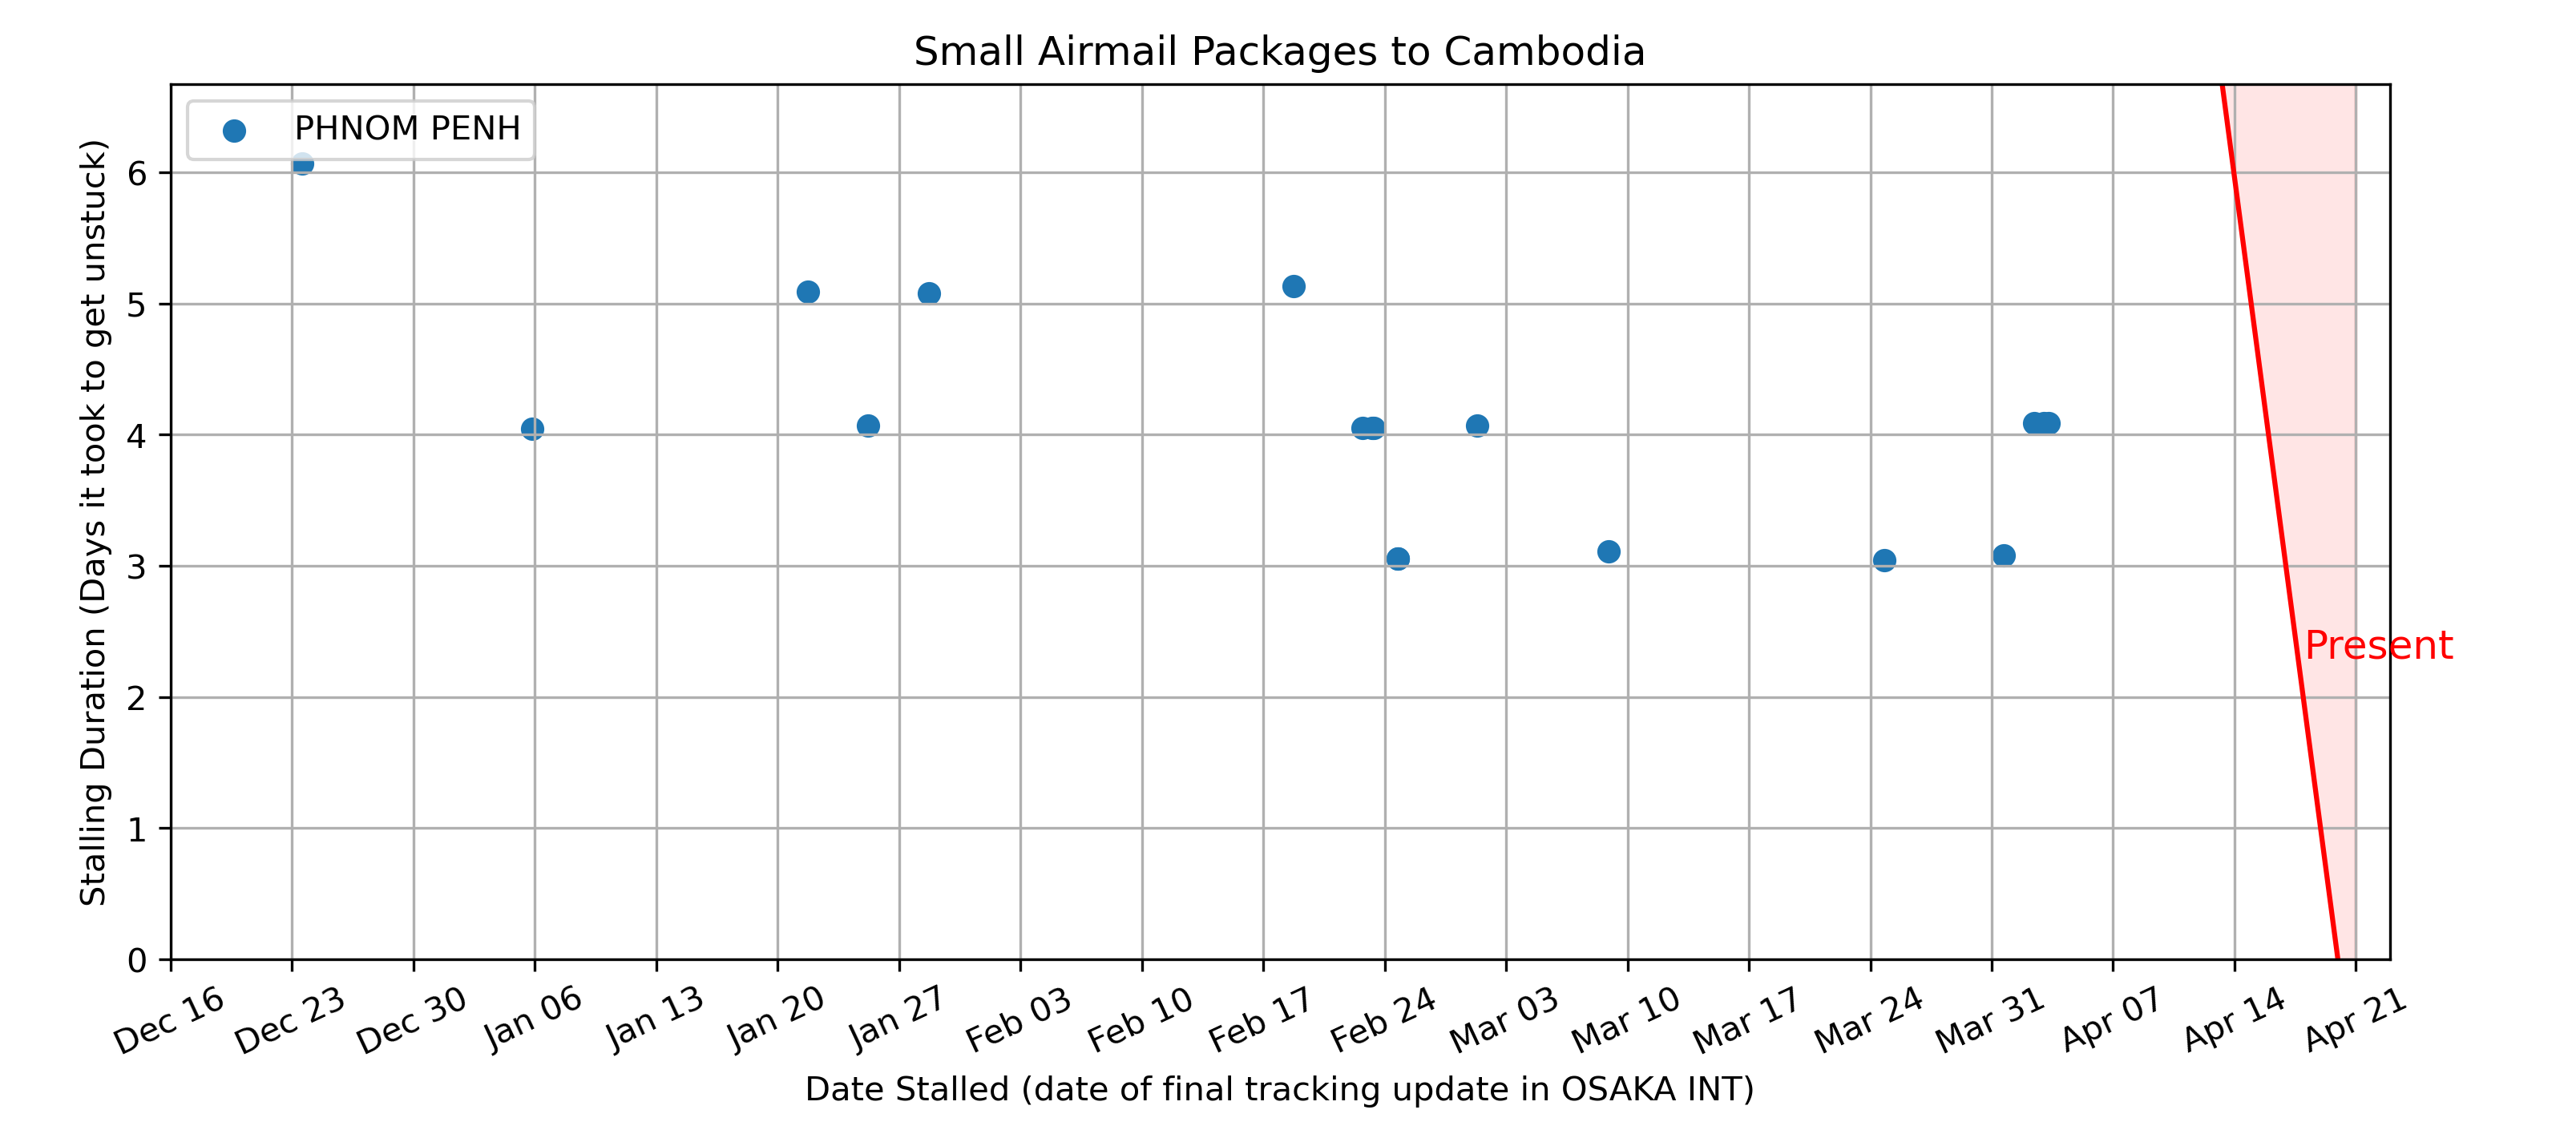 Small Airmail Packages to Cambodia
PHNOM PENH
Stalling Duration (Days it took to get unstuck)
6
5
4
3
2
1
0
Present
Dec 16 Dec 23 Dec 30 Jan 06 Jan 13 Jan 20 Jan 27 Feb 03 Feb 10 Feb 17 Feb 24 Mar 03 Mar 10 Mar 17 Mar 24 Mar 31 Apr 07 Apr 14 Apr 21
Date Stalled (date of final tracking update in OSAKA INT)